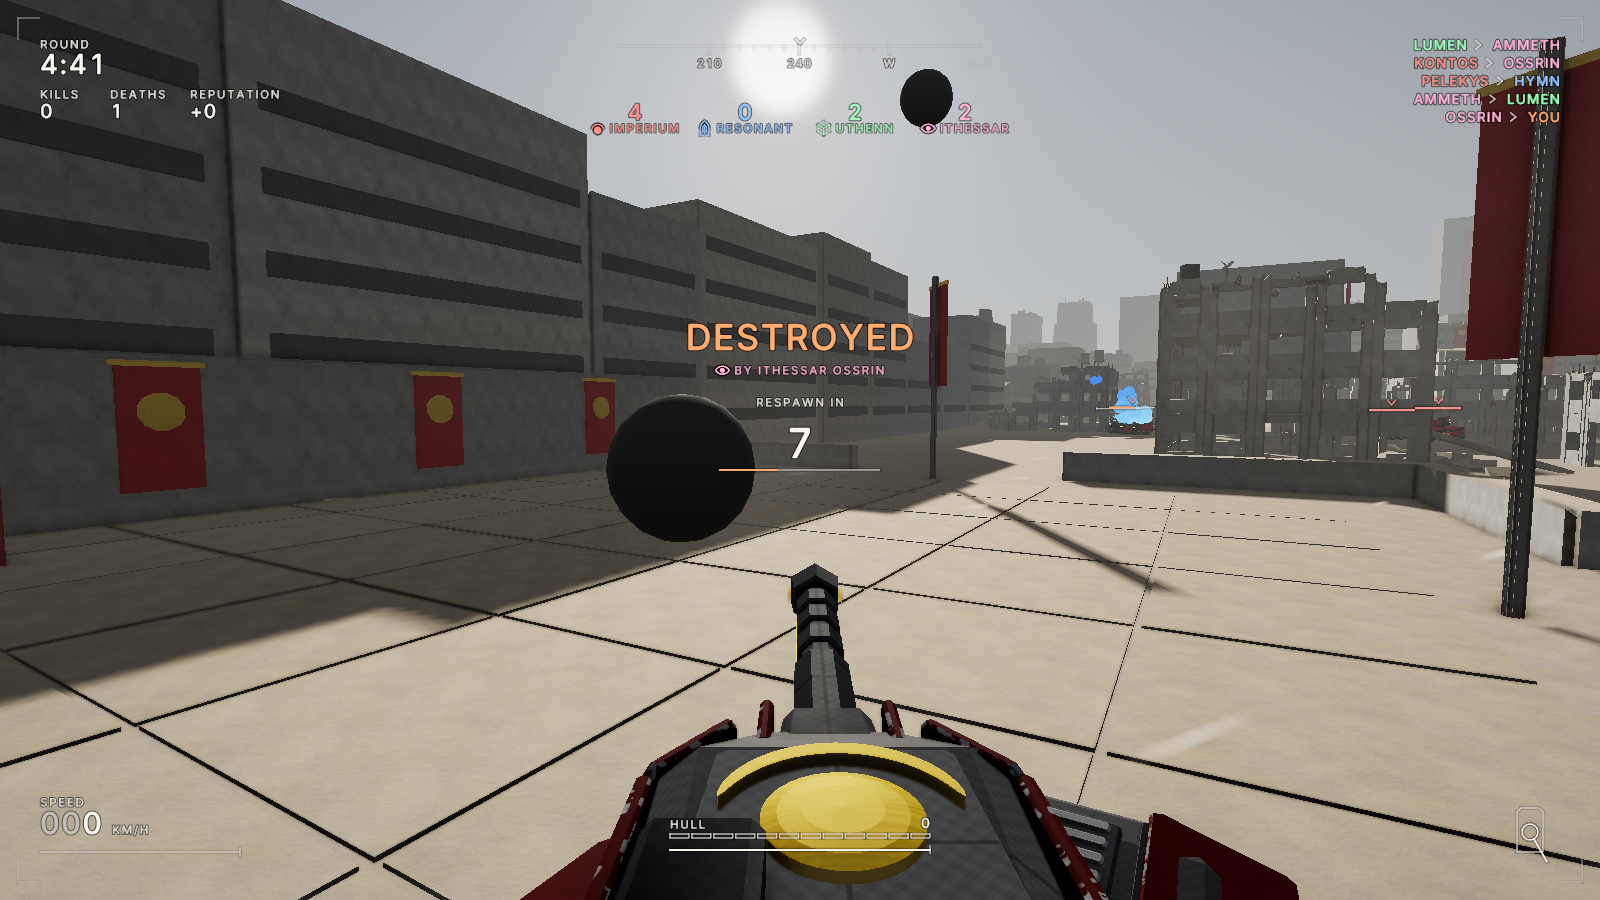 ROUND
4:41
KILLS DEATHS REPUTATION
0 1 +0
210 240 W
4 0 2 2
IMPERIUM RESONANT UTHENN ITHESSAR
LUMEN > AMMETH
KONTOS > OSSRIN
PELEKYS > HYMN
AMMETH > LUMEN
OSSRIN > YOU
DESTROYED
BY ITHESSAR OSSRIN
RESPAWN IN
7
SPEED
000 KM/H
HULL 0